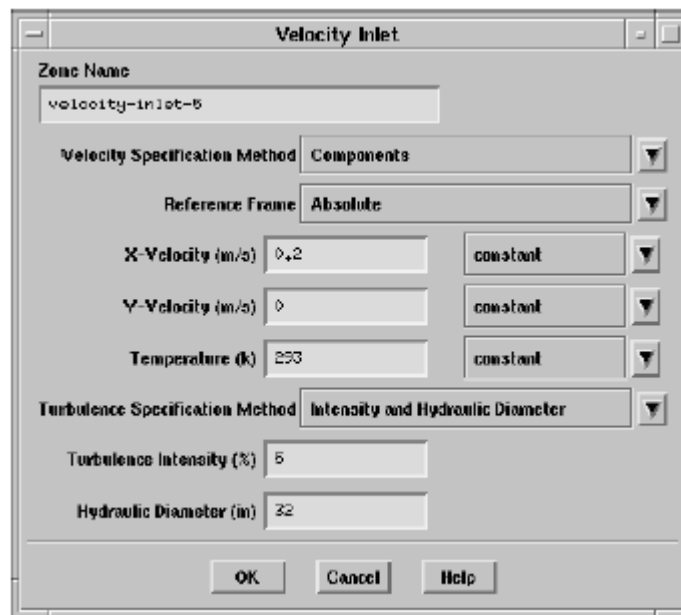 Velocity Inlet
Zone Name
velocity-inlet-5
Velocity Specification Method Components
Reference Frame Absolute
X-Velocity (m/s) 0.2 constant
Y-Velocity (m/s) 0 constant
Temperature (k) 293 constant
Turbulence Specification Method Intensity and Hydraulic Diameter
Turbulence Intensity (%) 5
Hydraulic Diameter (in) 32
OK Cancel Help